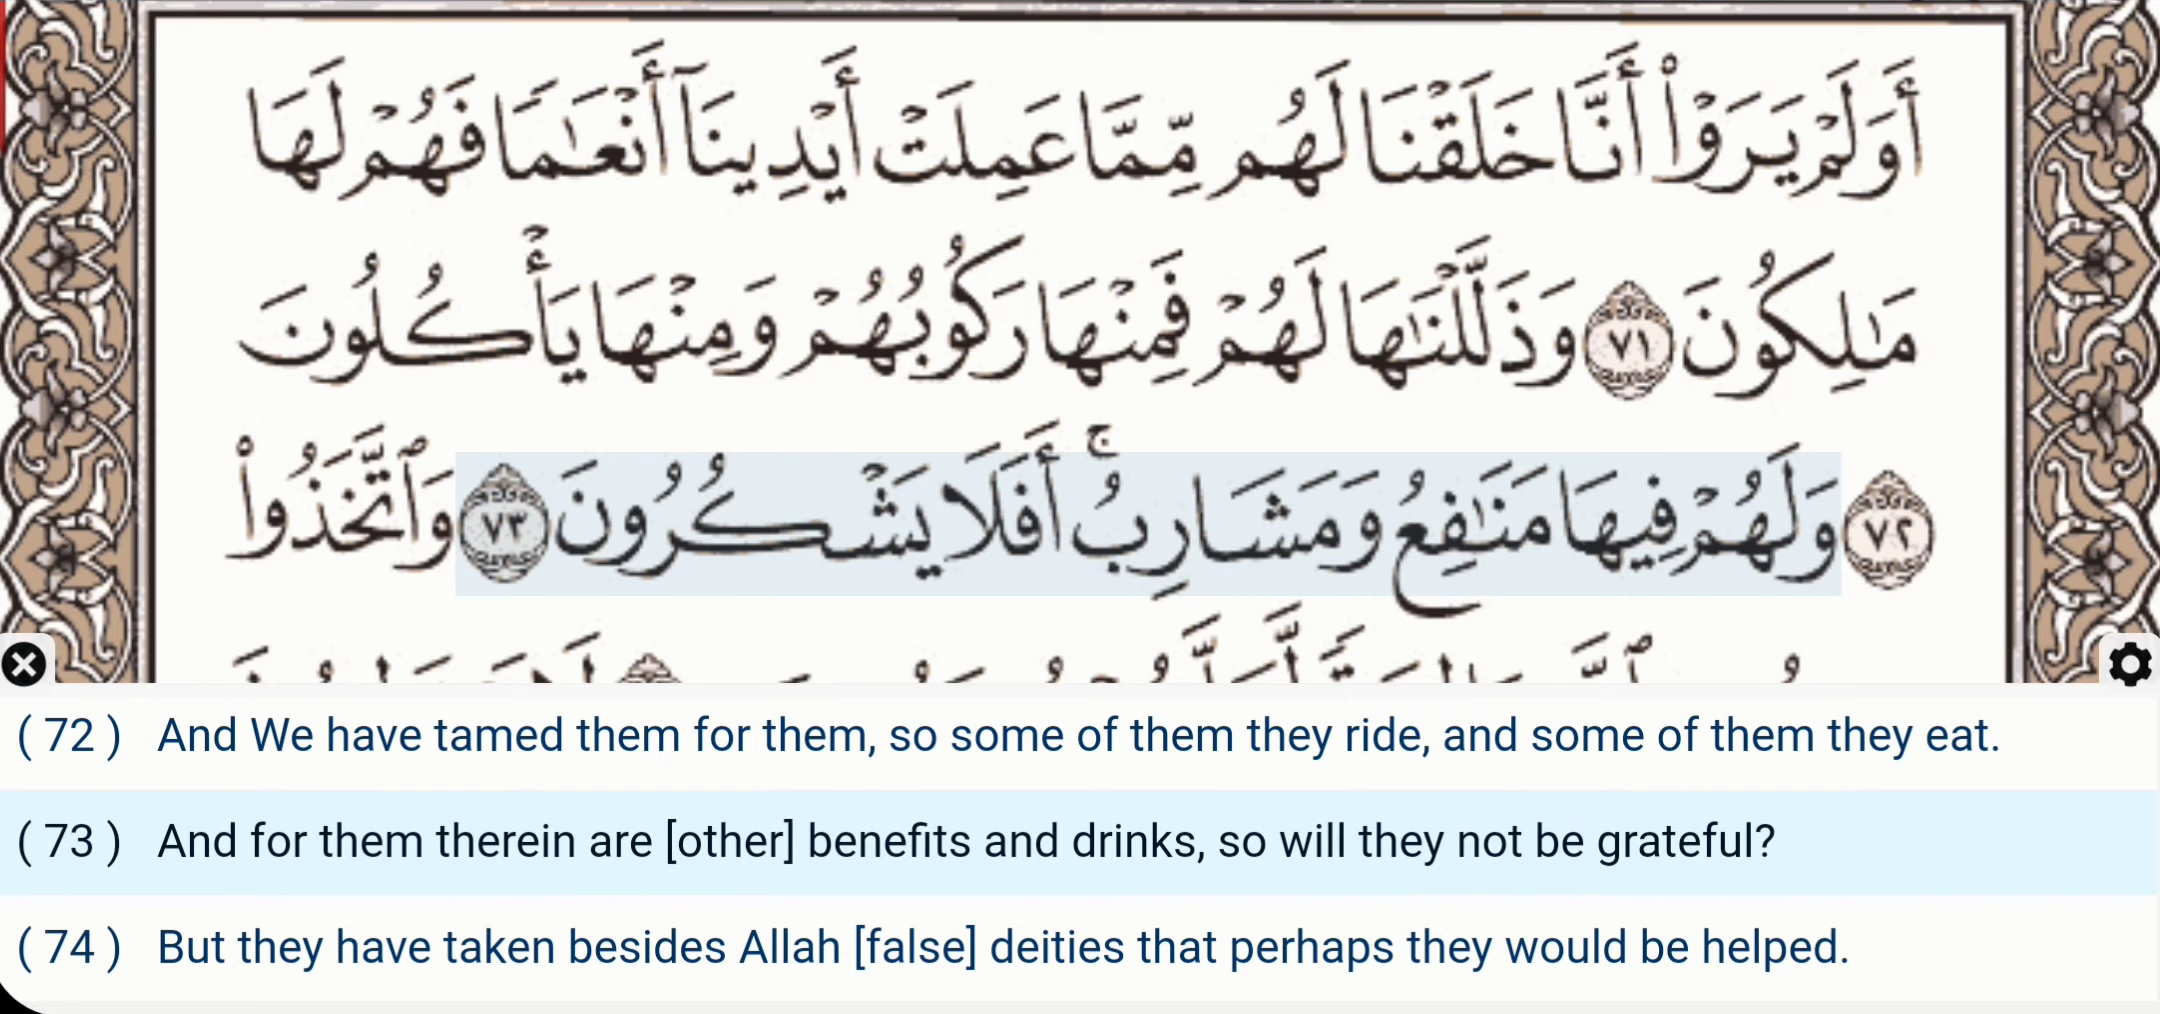 أَوَلَمْ يَرَوْا۟ أَنَّا خَلَقْنَا لَهُم مِّمَّا عَمِلَتْ أَيْدِينَآ أَنْعَٰمًا فَهُمْ لَهَا
مَٰلِكُونَ ٧١ وَذَلَّلْنَٰهَا لَهُمْ فَمِنْهَا رَكُوبُهُمْ وَمِنْهَا يَأْكُلُونَ
٧٢ وَلَهُمْ فِيهَا مَنَٰفِعُ وَمَشَارِبُ ۚ أَفَلَا يَشْكُرُونَ ٧٣ وَٱتَّخَذُوا۟
( 72 ) And We have tamed them for them, so some of them they ride, and some of them they eat.
( 73 ) And for them therein are [other] benefits and drinks, so will they not be grateful?
( 74 ) But they have taken besides Allah [false] deities that perhaps they would be helped.